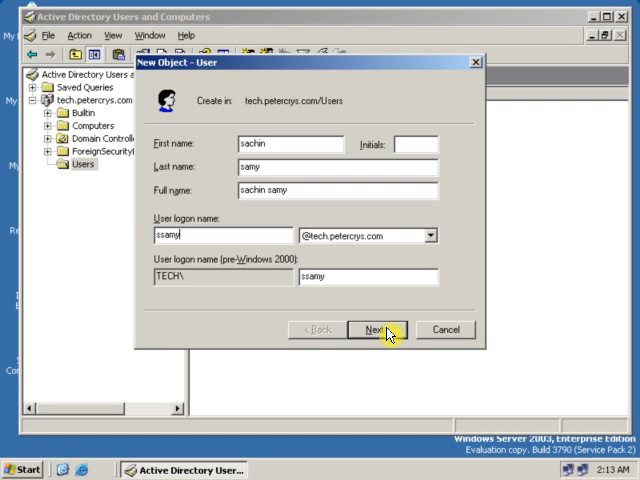 Active Directory Users and Computers
File Action View Window Help
New Object - User
Active Directory Users a
Saved Queries
tech.petercrys.com
Builtin
Computers
Domain Controlle
ForeignSecurityI
Users
Create in: tech.petercrys.com/Users
First name: sachin Initials:
Last name: samy
Full name: sachin samy
User logon name:
ssamy @tech.petercrys.com
User logon name (pre-Windows 2000):
TECH\ ssamy
< Back Next Cancel
My
My
Windows Server 2003, Enterprise Edition
Evaluation copy. Build 3790 (Service Pack 2)
Start Active Directory User... 2:13 AM